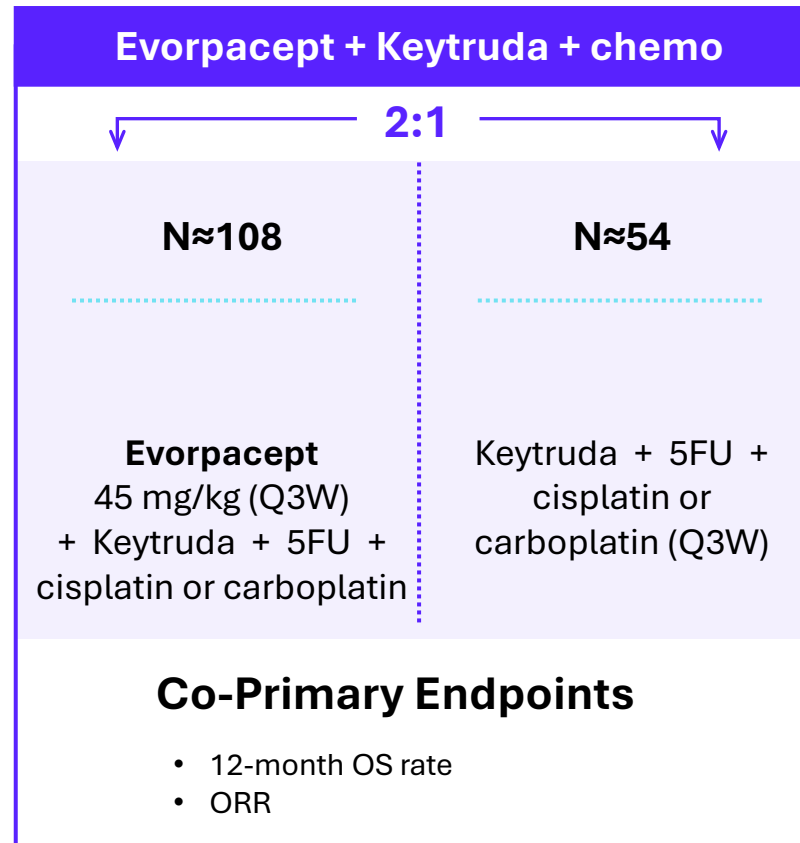 Evorpacept + Keytruda + chemo
2:1
N≈108
N≈54
Evorpacept
45 mg/kg (Q3W)
+ Keytruda + 5FU +
cisplatin or carboplatin
Keytruda + 5FU +
cisplatin or
carboplatin (Q3W)
Co-Primary Endpoints
• 12-month OS rate
• ORR